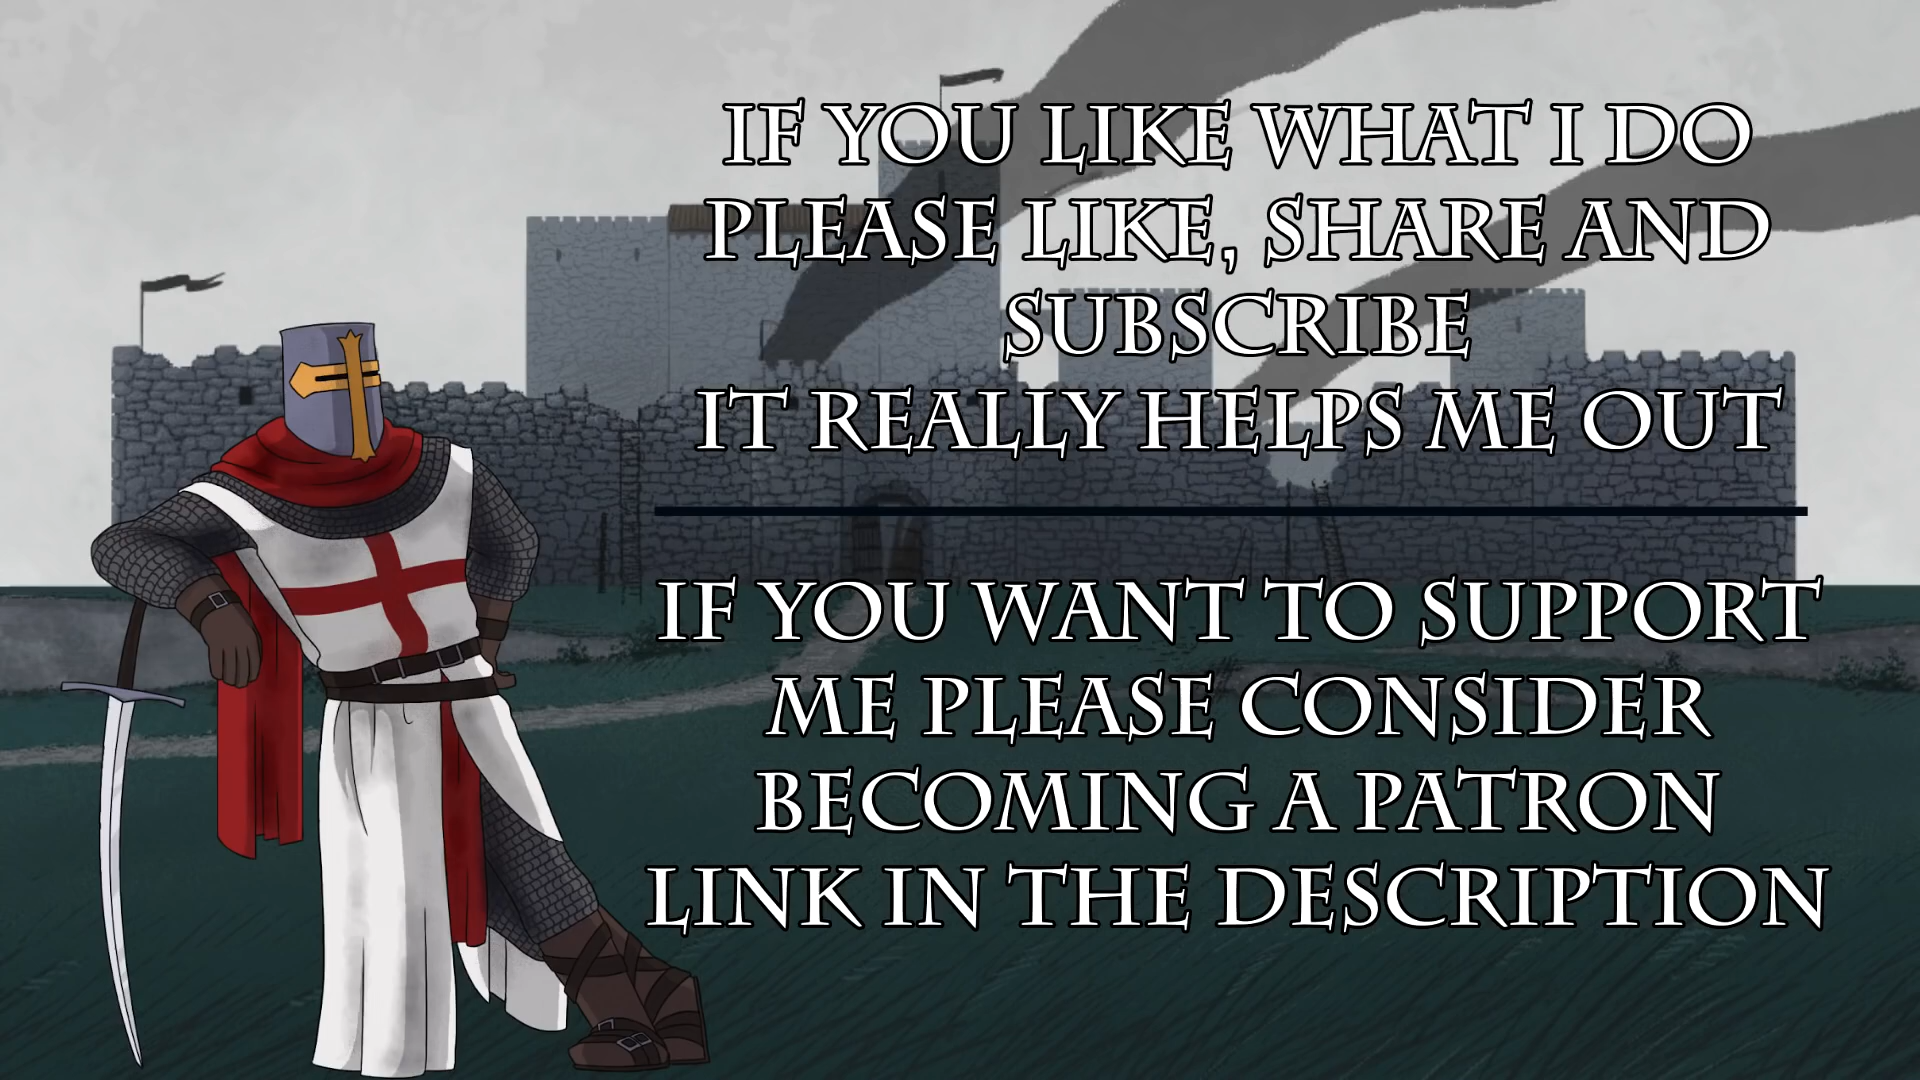 IF YOU LIKE WHAT I DO
PLEASE LIKE, SHARE AND
SUBSCRIBE
IT REALLY HELPS ME OUT
IF YOU WANT TO SUPPORT
ME PLEASE CONSIDER
BECOMING A PATRON
LINK IN THE DESCRIPTION